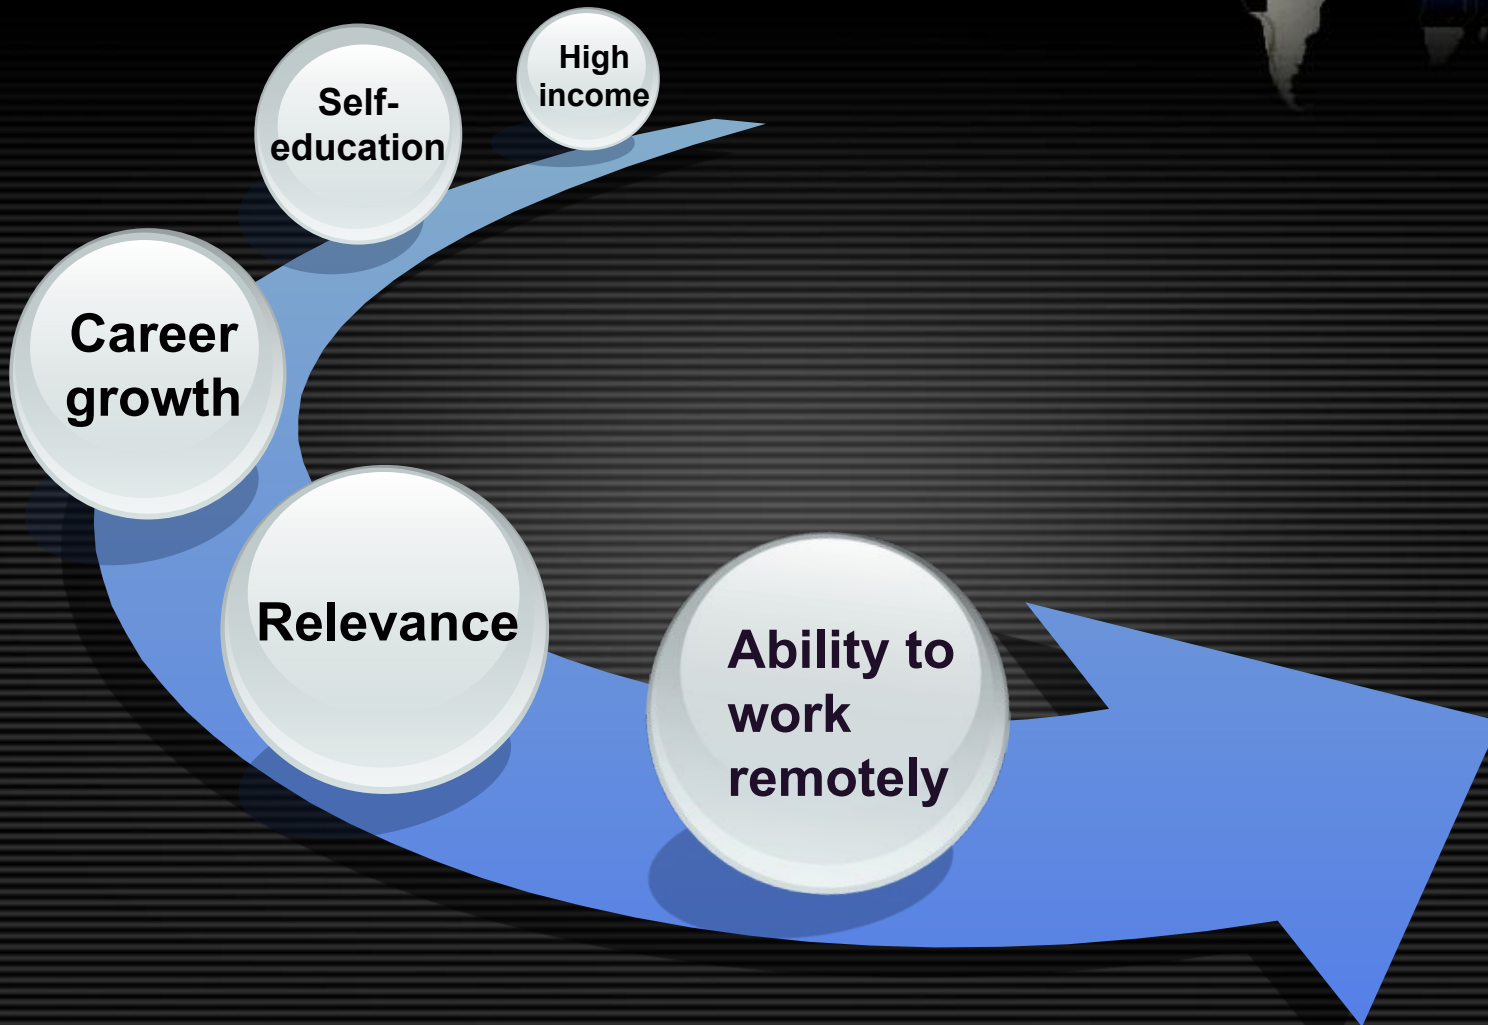 High
income
Self-
education
Career
growth
Relevance
Ability to
work
remotely